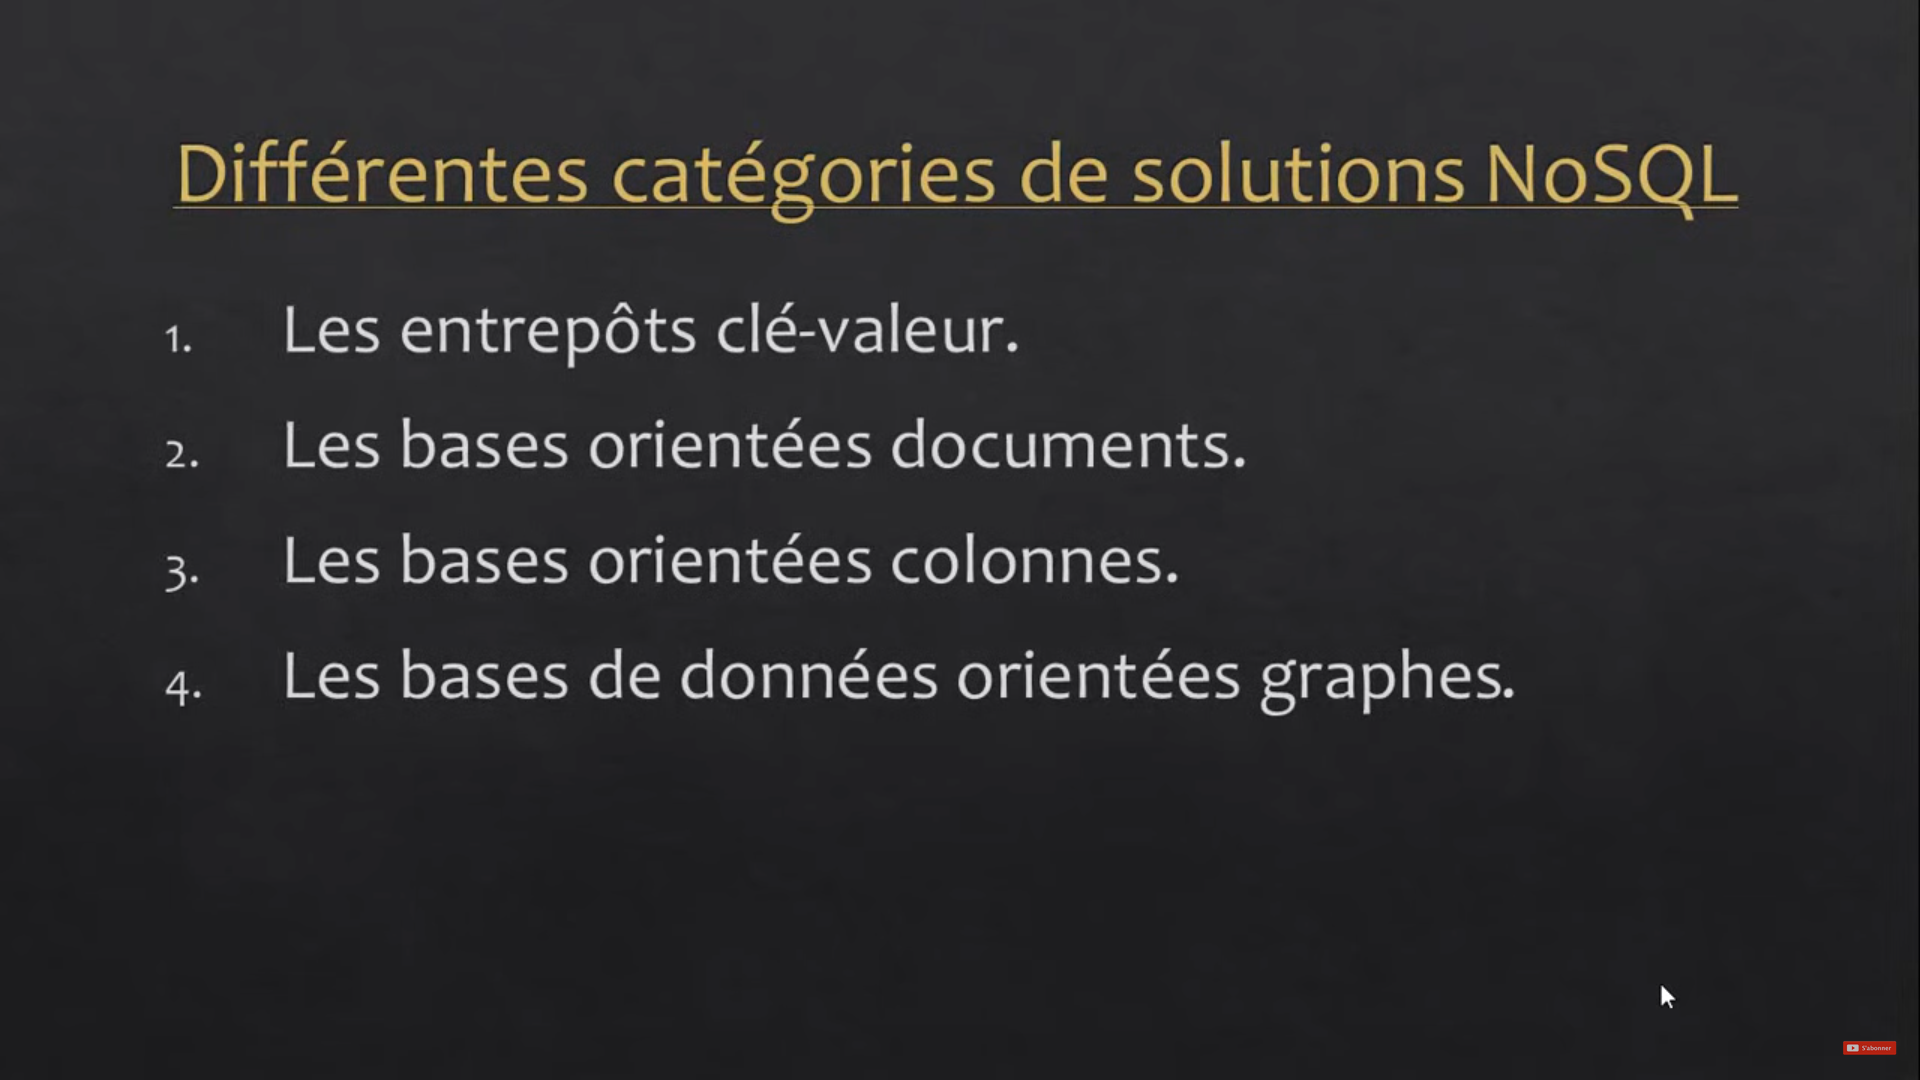 Différentes catégories de solutions NoSQL
1. Les entrepôts clé-valeur.
2. Les bases orientées documents.
3. Les bases orientées colonnes.
4. Les bases de données orientées graphes.
S'abonner